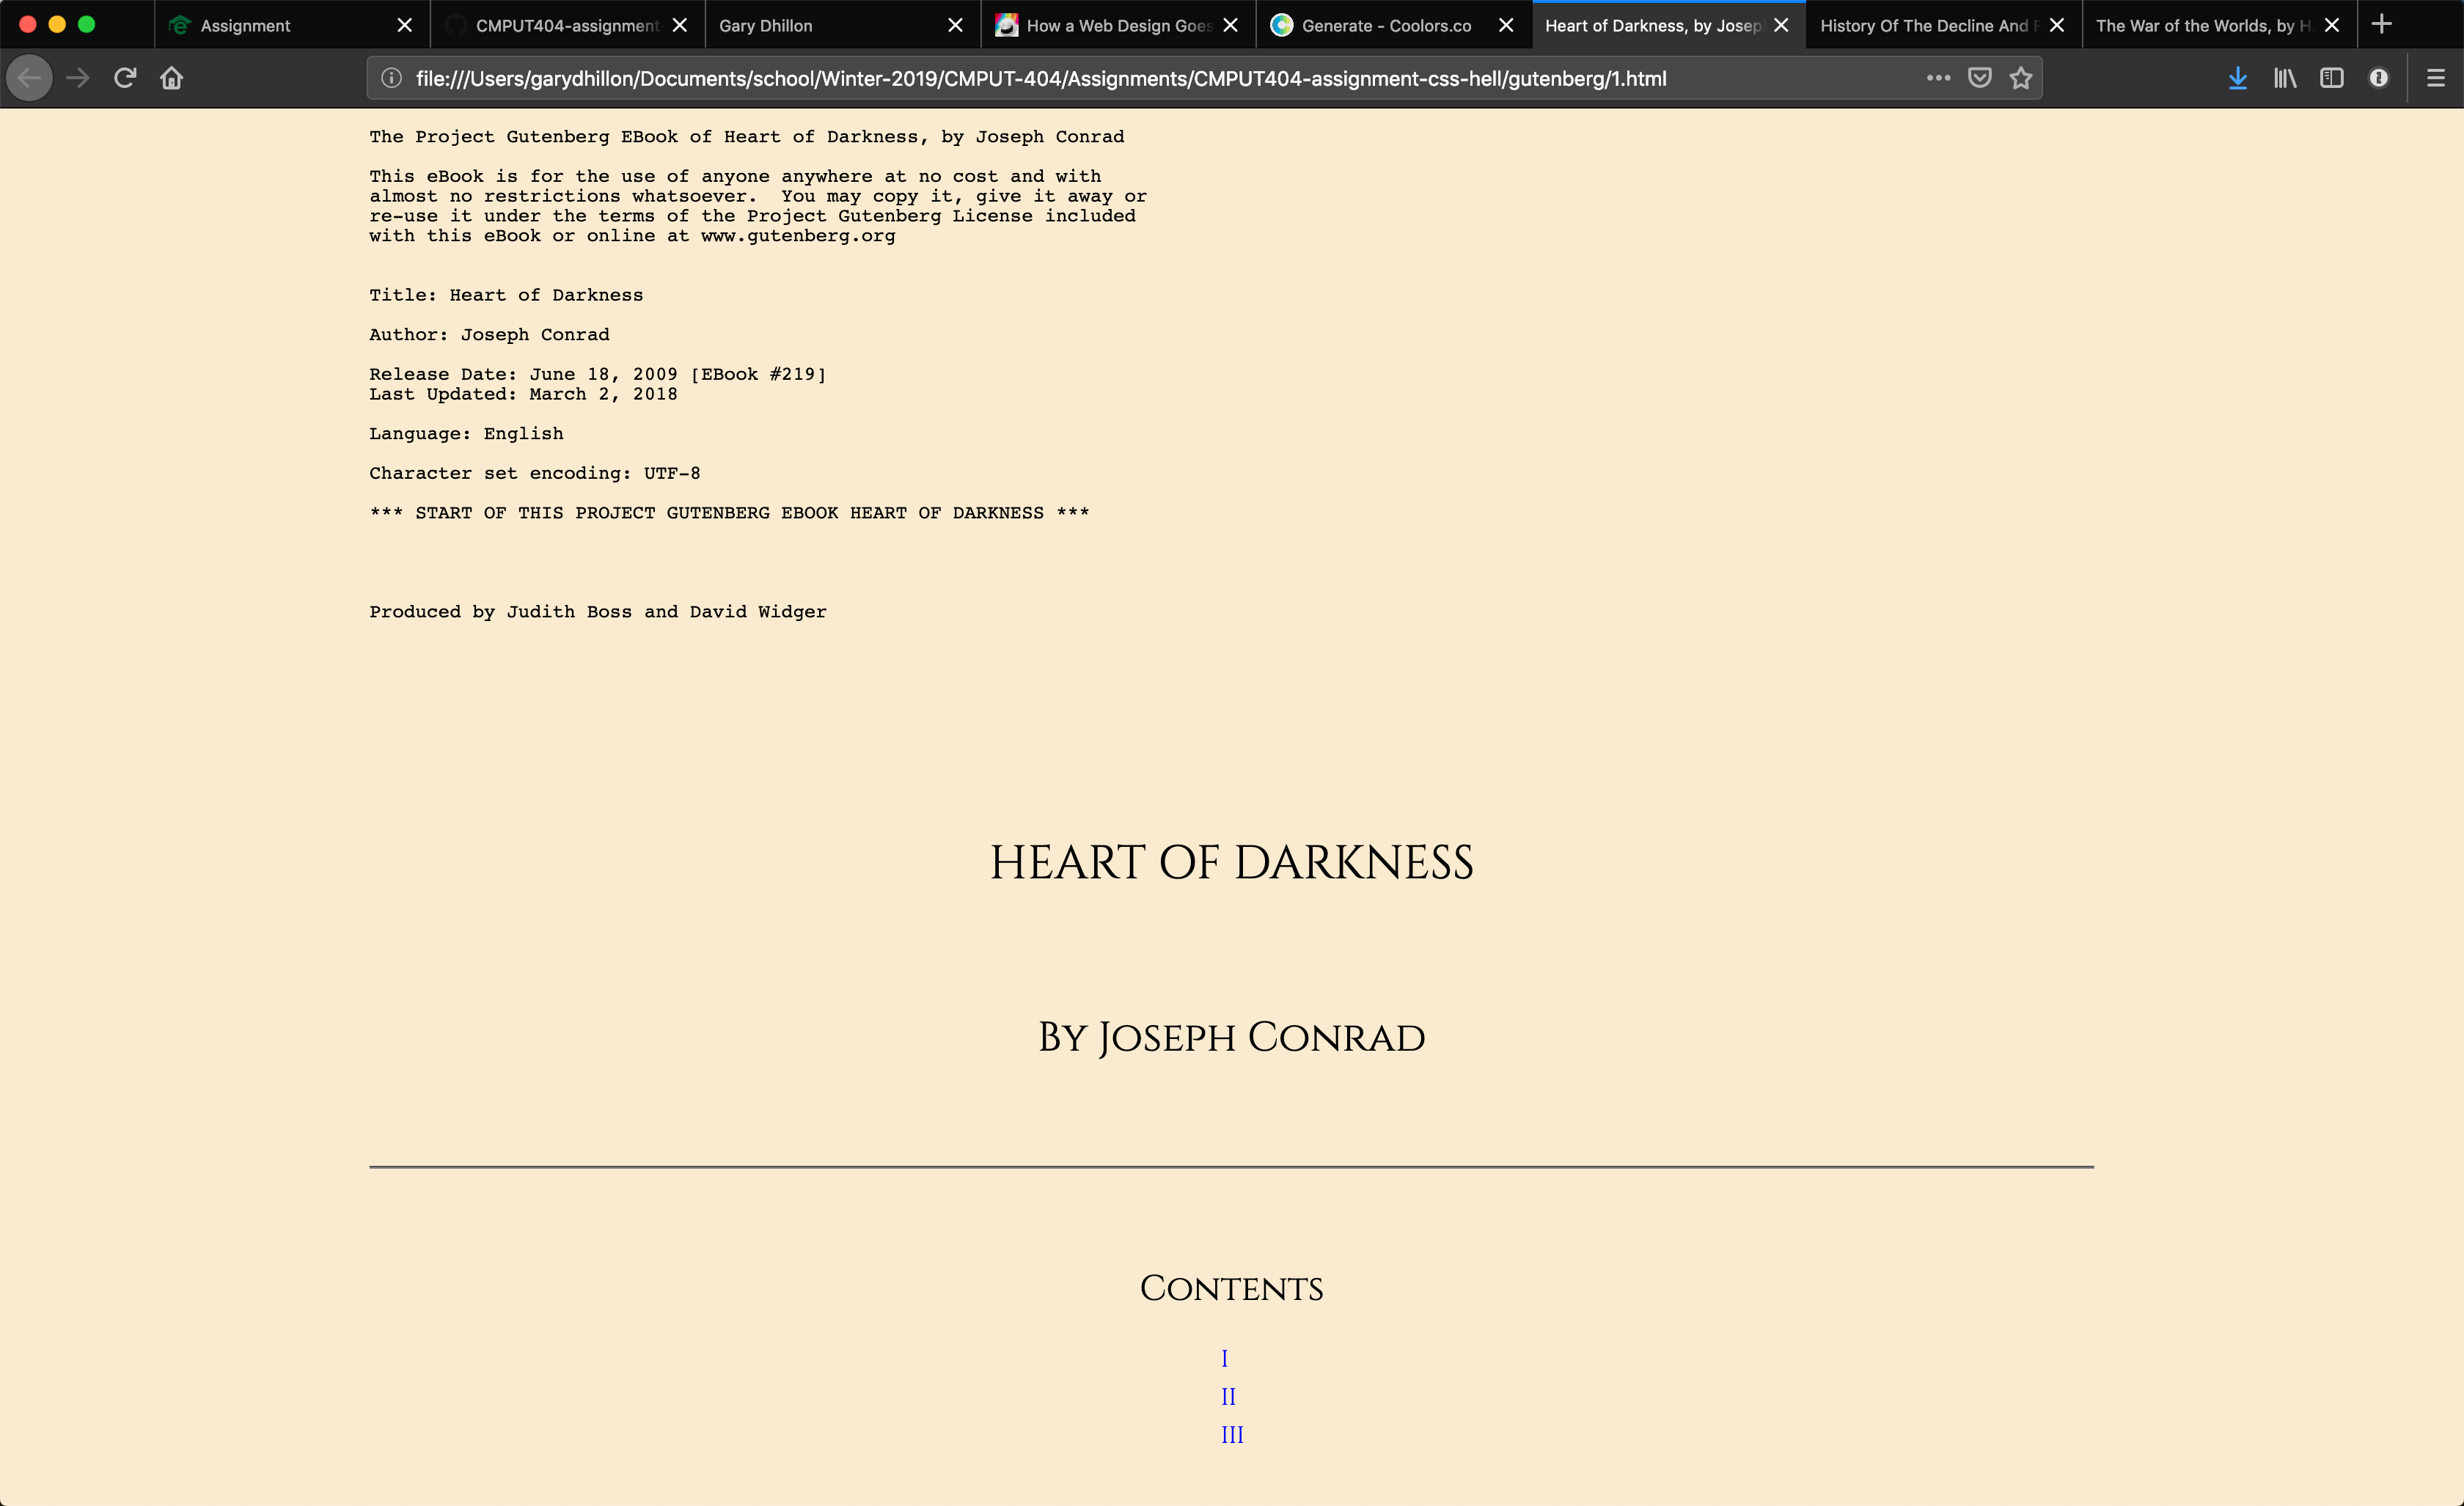 Assignment
CMPUT404-assignment-
Gary Dhillon
How a Web Design Goes
Generate - Coolors.co
Heart of Darkness, by Josep
History Of The Decline And F
The War of the Worlds, by H.
file:///Users/garydhillon/Documents/school/Winter-2019/CMPUT-404/Assignments/CMPUT404-assignment-css-hell/gutenberg/1.html
The Project Gutenberg EBook of Heart of Darkness, by Joseph Conrad
This eBook is for the use of anyone anywhere at no cost and with
almost no restrictions whatsoever.  You may copy it, give it away or
re-use it under the terms of the Project Gutenberg License included
with this eBook or online at www.gutenberg.org
Title: Heart of Darkness
Author: Joseph Conrad
Release Date: June 18, 2009 [EBook #219]
Last Updated: March 2, 2018
Language: English
Character set encoding: UTF-8
*** START OF THIS PROJECT GUTENBERG EBOOK HEART OF DARKNESS ***
Produced by Judith Boss and David Widger
HEART OF DARKNESS
By Joseph Conrad
Contents
I
II
III